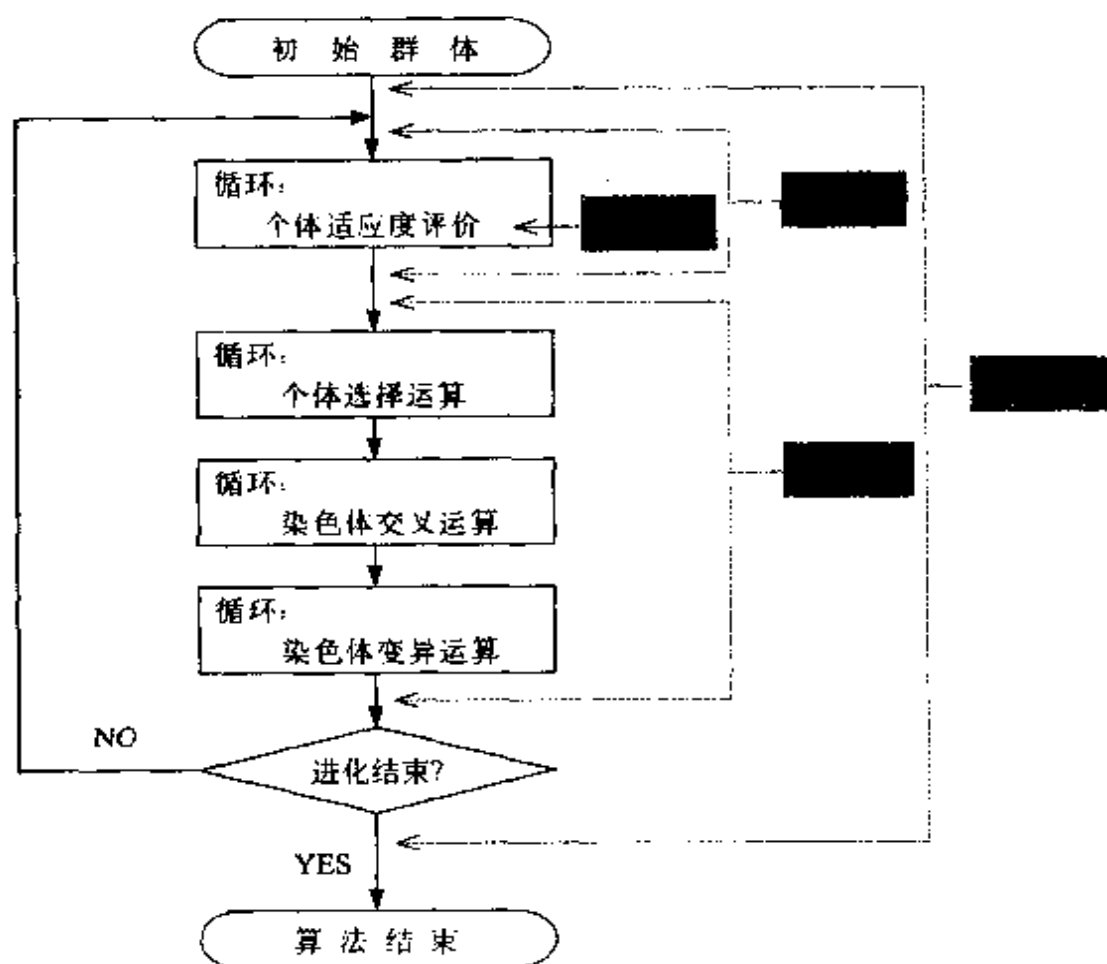 初始群体
循环：
个体适应度评价
循环：
个体选择运算
循环：
染色体交叉运算
循环：
染色体变异运算
NO
进化结束?
YES
算法结束